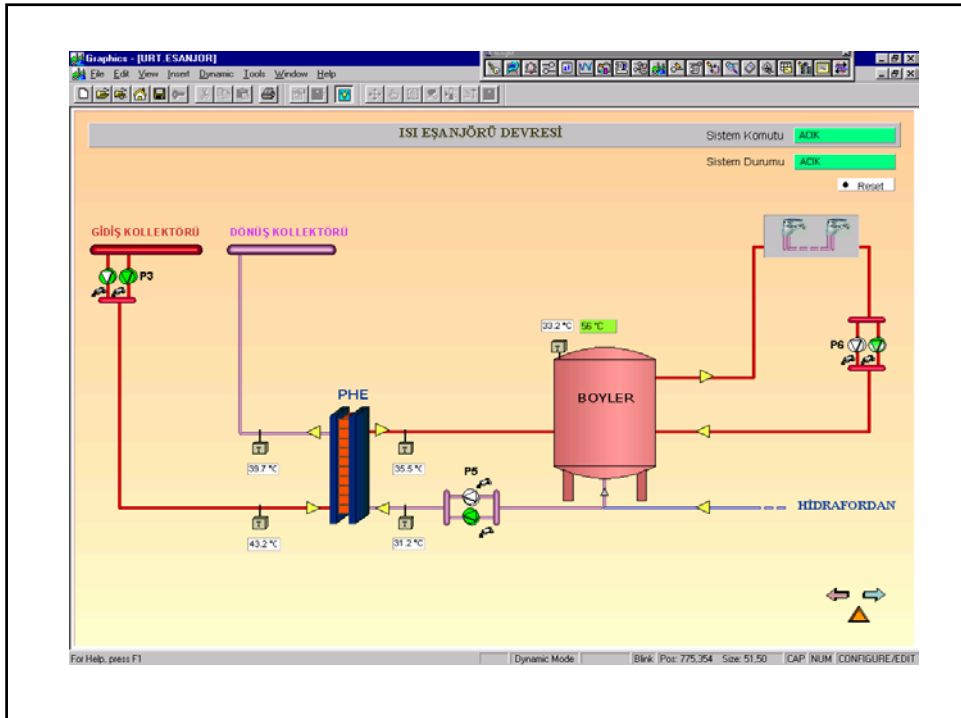 Graphics - [URT.ESANJOR]
File Edit View Insert Dynamic Tools Window Help
ISI EŞANJÖRÜ DEVRESİ
Sistem Komutu ACIK
Sistem Durumu ACIK
Reset
GİDİŞ KOLLEKTÖRÜ
DÖNÜŞ KOLLEKTÖRÜ
P3
33.2 °C 56 °C
P6
PHE
BOYLER
39.7 °C
35.5 °C
P5
HİDRAFORDAN
43.2 °C
31.2 °C
For Help, press F1
Dynamic Mode
Blink Pos: 775,354 Size: 51,50 CAP NUM CONFIGURE/EDIT